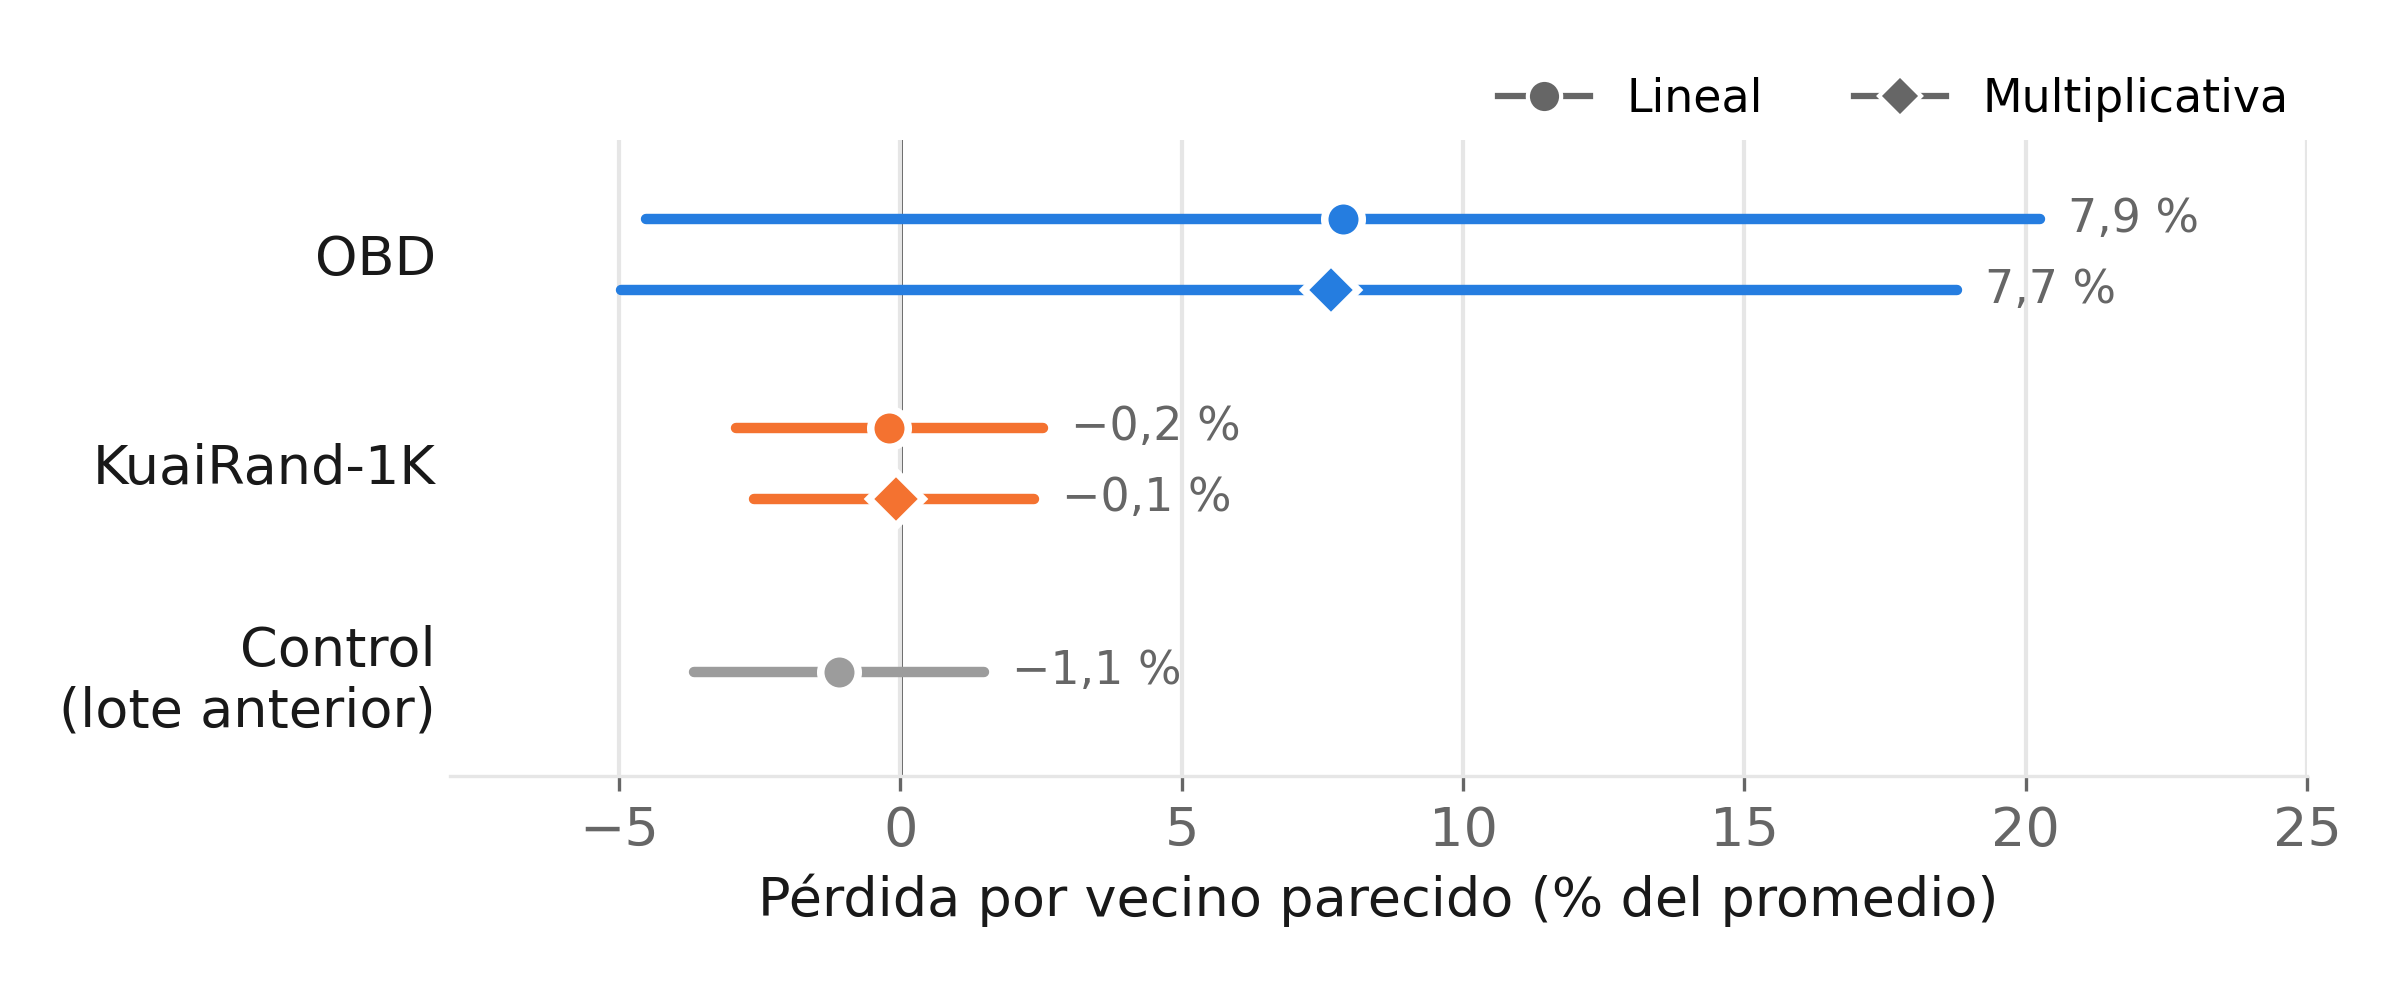 Lineal
Multiplicativa
OBD
7,9 %
7,7 %
KuaiRand-1K
−0,2 %
−0,1 %
Control
(lote anterior)
−1,1 %
−5 0 5 10 15 20 25
Pérdida por vecino parecido (% del promedio)